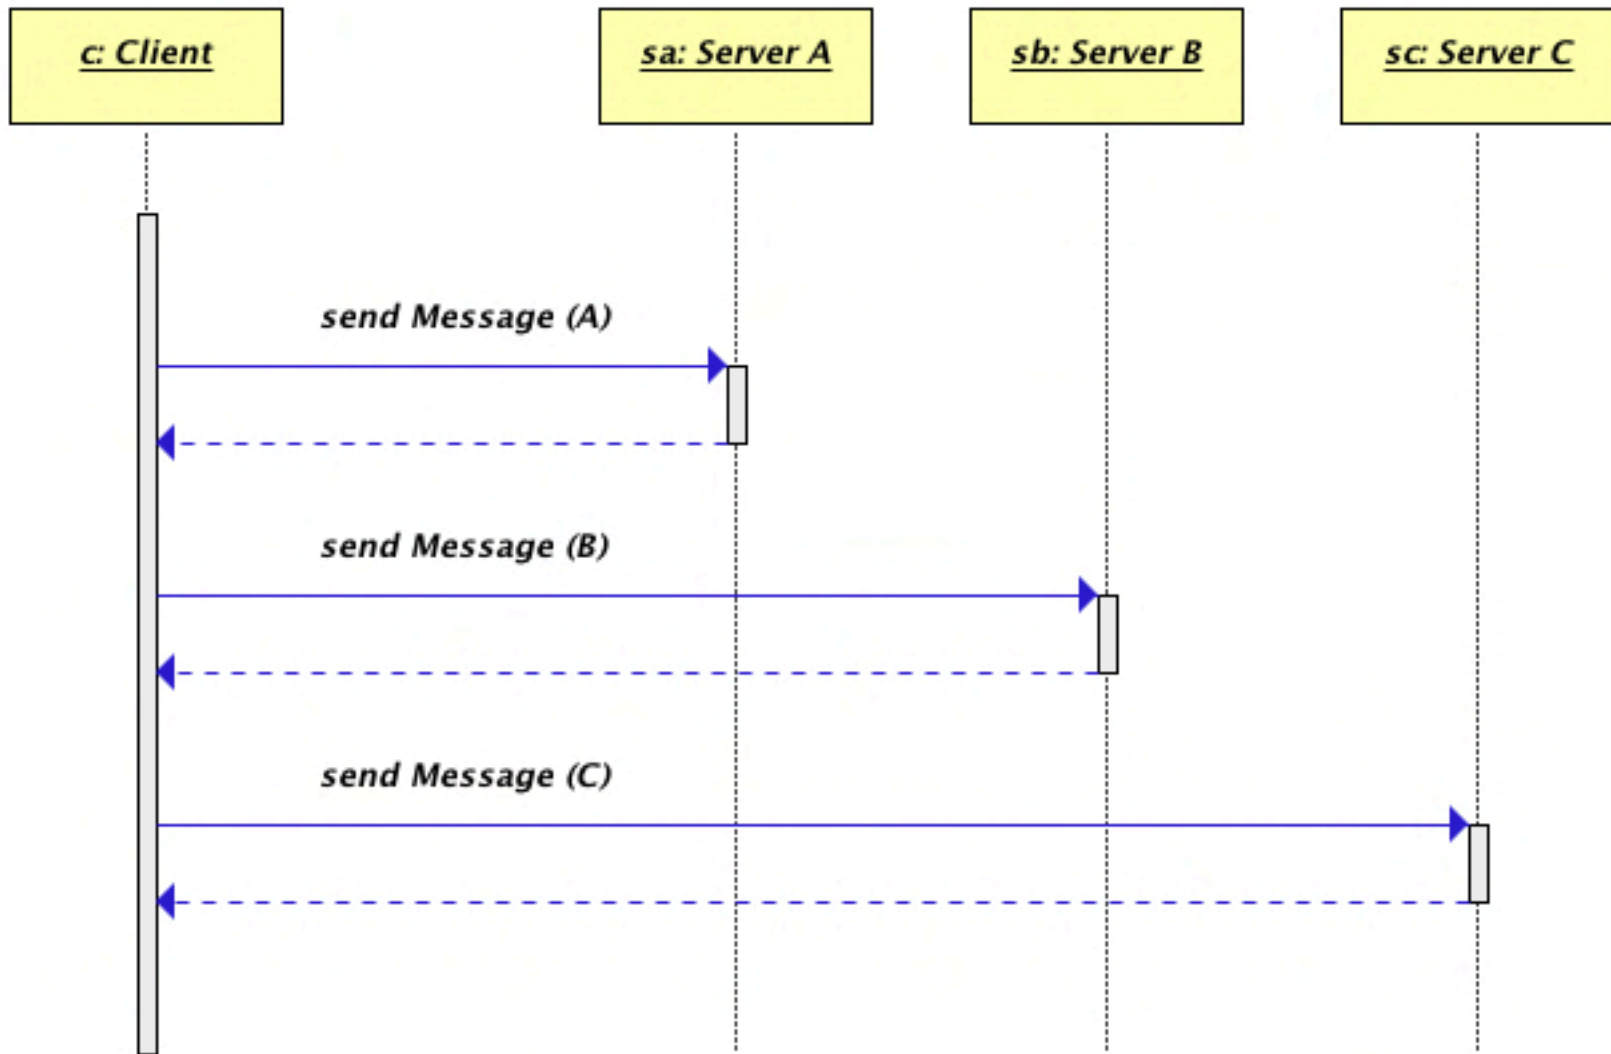 c: Client
sa: Server A
sb: Server B
sc: Server C
send Message (A)
send Message (B)
send Message (C)